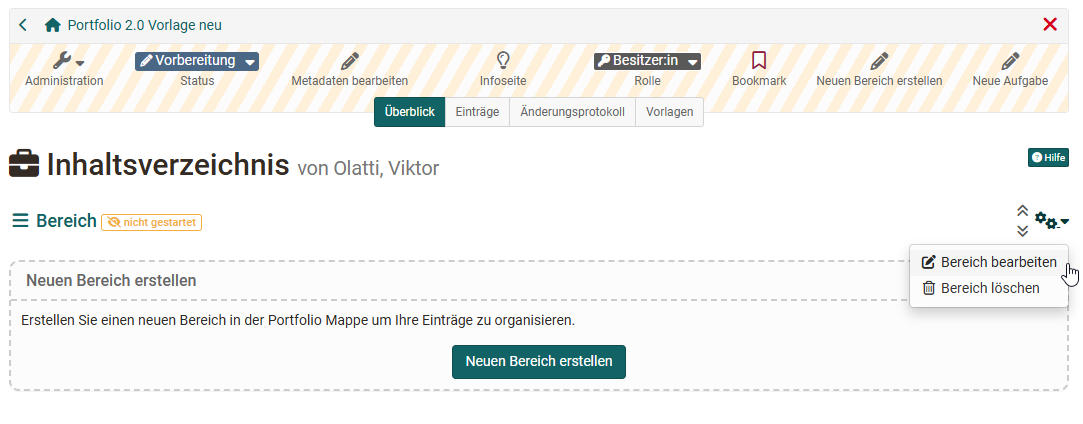 Portfolio 2.0 Vorlage neu
Vorbereitung Besitzer:in
Administration Status Metadaten bearbeiten Infoseite Rolle Bookmark Neuen Bereich erstellen Neue Aufgabe
Überblick Einträge Änderungsprotokoll Vorlagen
Inhaltsverzeichnis von Olatti, Viktor
Hilfe
Bereich nicht gestartet
Bereich bearbeiten
Bereich löschen
Neuen Bereich erstellen
Erstellen Sie einen neuen Bereich in der Portfolio Mappe um Ihre Einträge zu organisieren.
Neuen Bereich erstellen